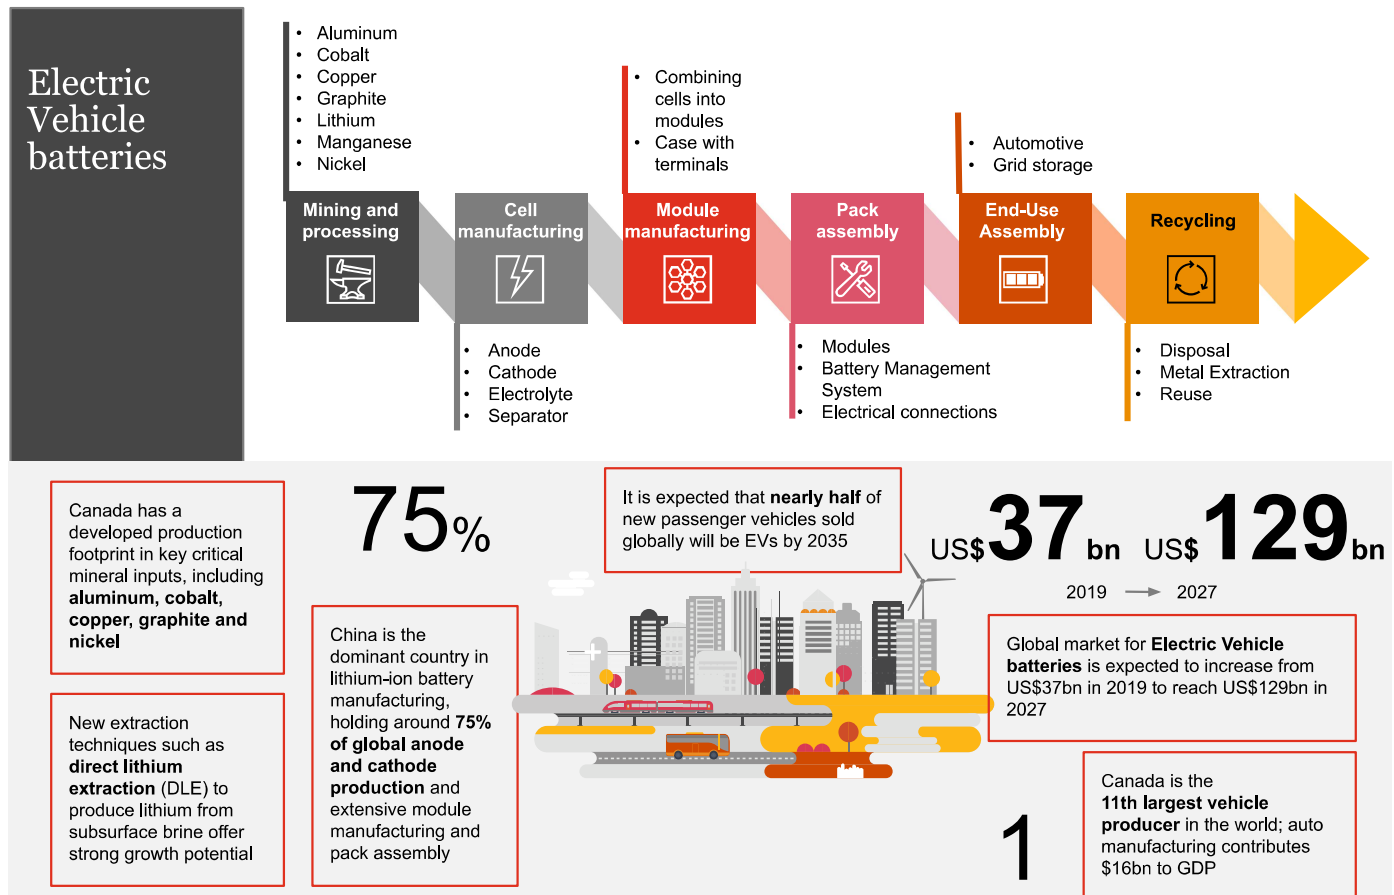 Electric
Vehicle
batteries
• Aluminum
• Cobalt
• Copper
• Graphite
• Lithium
• Manganese
• Nickel
• Combining
cells into
modules
• Case with
terminals
• Automotive
• Grid storage
Mining and
processing
Cell
manufacturing
Module
manufacturing
Pack
assembly
End-Use
Assembly
Recycling
• Anode
• Cathode
• Electrolyte
• Separator
• Modules
• Battery Management
System
• Electrical connections
• Disposal
• Metal Extraction
• Reuse
Canada has a
developed production
footprint in key critical
mineral inputs, including
aluminum, cobalt,
copper, graphite and
nickel
New extraction
techniques such as
direct lithium
extraction (DLE) to
produce lithium from
subsurface brine offer
strong growth potential
75%
China is the
dominant country in
lithium-ion battery
manufacturing,
holding around 75%
of global anode
and cathode
production and
extensive module
manufacturing and
pack assembly
It is expected that nearly half of
new passenger vehicles sold
globally will be EVs by 2035
US$37bn US$129bn
2019 2027
Global market for Electric Vehicle
batteries is expected to increase from
US$37bn in 2019 to reach US$129bn in
2027
1
Canada is the
11th largest vehicle
producer in the world; auto
manufacturing contributes
$16bn to GDP